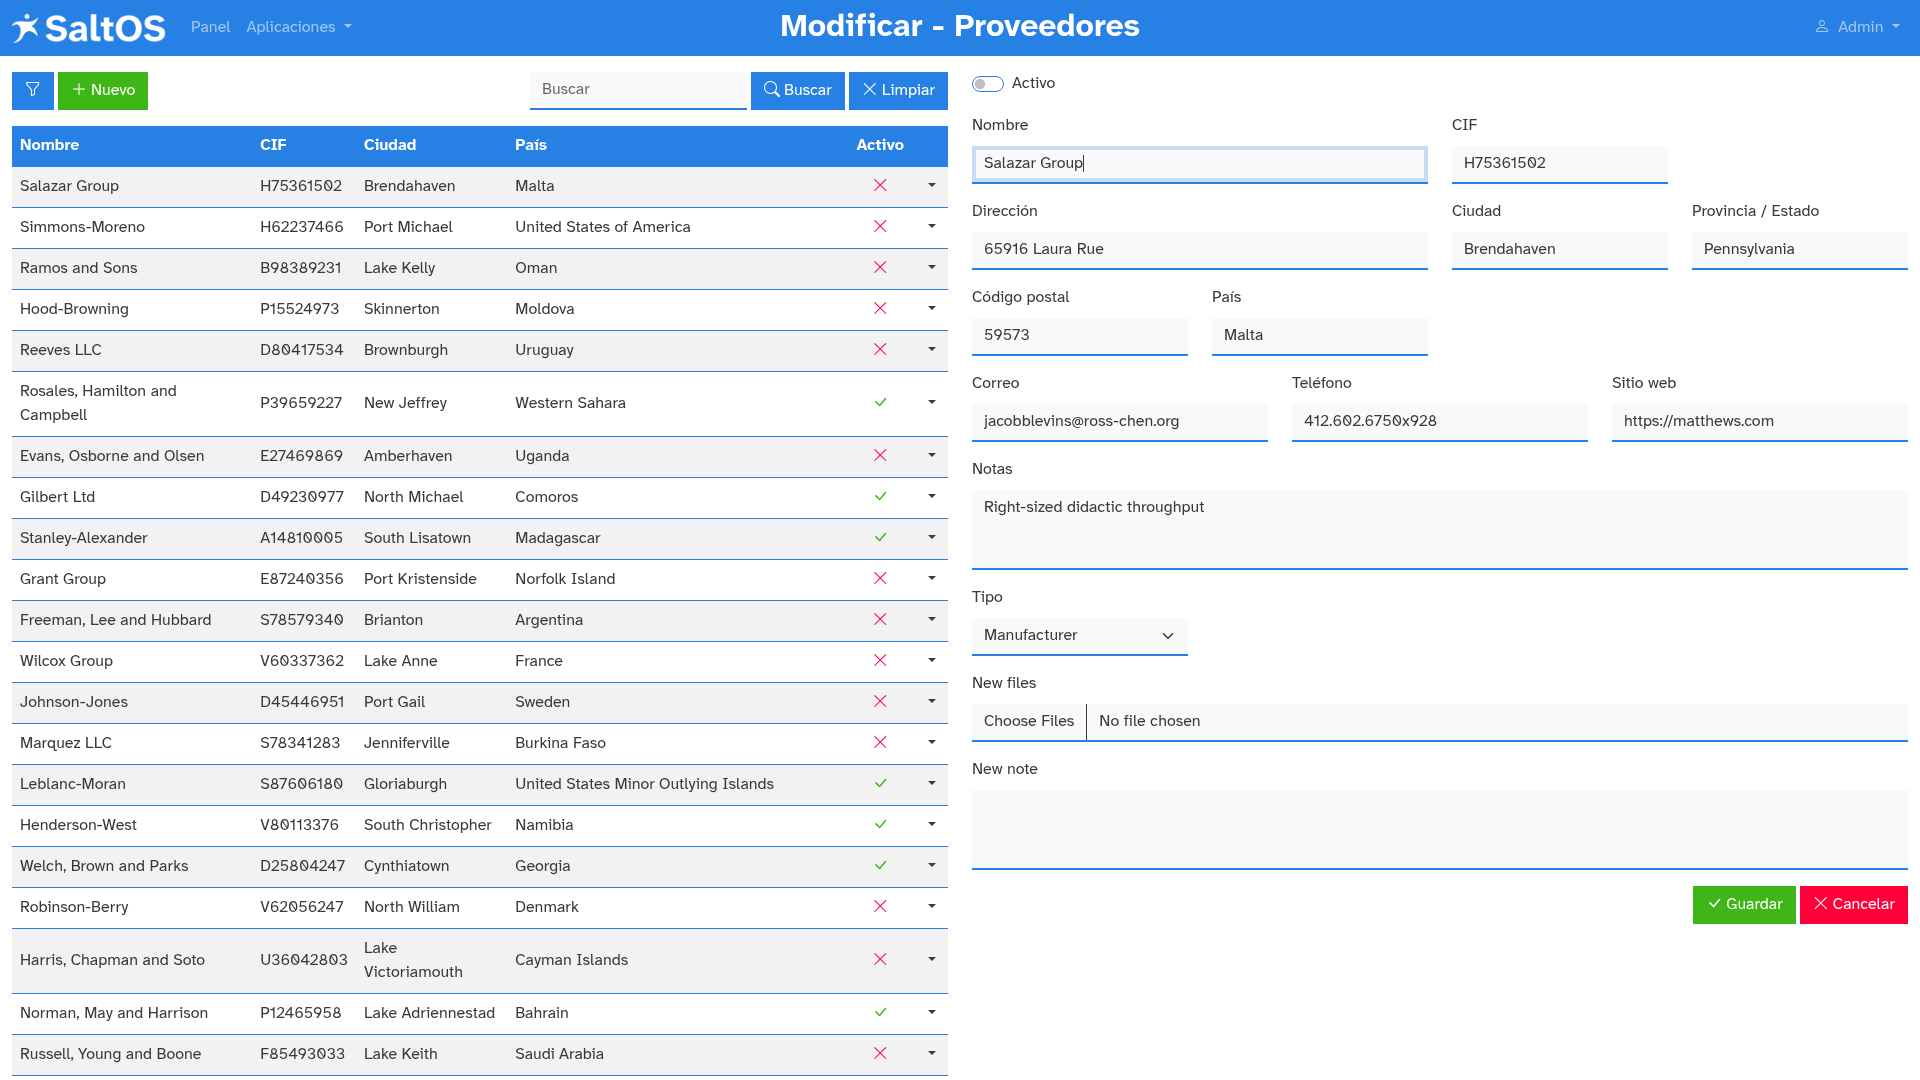 SaltOS
Panel
Aplicaciones
Modificar - Proveedores
Admin
Nuevo
Buscar
Buscar
Limpiar
Nombre CIF Ciudad País Activo
Salazar Group H75361502 Brendahaven Malta
Simmons-Moreno H62237466 Port Michael United States of America
Ramos and Sons B98389231 Lake Kelly Oman
Hood-Browning P15524973 Skinnerton Moldova
Reeves LLC D80417534 Brownburgh Uruguay
Rosales, Hamilton and
Campbell P39659227 New Jeffrey Western Sahara
Evans, Osborne and Olsen E27469869 Amberhaven Uganda
Gilbert Ltd D49230977 North Michael Comoros
Stanley-Alexander A14810005 South Lisatown Madagascar
Grant Group E87240356 Port Kristenside Norfolk Island
Freeman, Lee and Hubbard S78579340 Brianton Argentina
Wilcox Group V60337362 Lake Anne France
Johnson-Jones D45446951 Port Gail Sweden
Marquez LLC S78341283 Jenniferville Burkina Faso
Leblanc-Moran S87606180 Gloriaburgh United States Minor Outlying Islands
Henderson-West V80113376 South Christopher Namibia
Welch, Brown and Parks D25804247 Cynthiatown Georgia
Robinson-Berry V62056247 North William Denmark
Harris, Chapman and Soto U36042803 Lake
Victoriamouth Cayman Islands
Norman, May and Harrison P12465958 Lake Adriennestad Bahrain
Russell, Young and Boone F85493033 Lake Keith Saudi Arabia
Activo
Nombre CIF
Salazar Group H75361502
Dirección Ciudad Provincia / Estado
65916 Laura Rue Brendahaven Pennsylvania
Código postal País
59573 Malta
Correo Teléfono Sitio web
jacobblevins@ross-chen.org 412.602.6750x928 https://matthews.com
Notas
Right-sized didactic throughput
Tipo
Manufacturer
New files
Choose Files No file chosen
New note
Guardar Cancelar